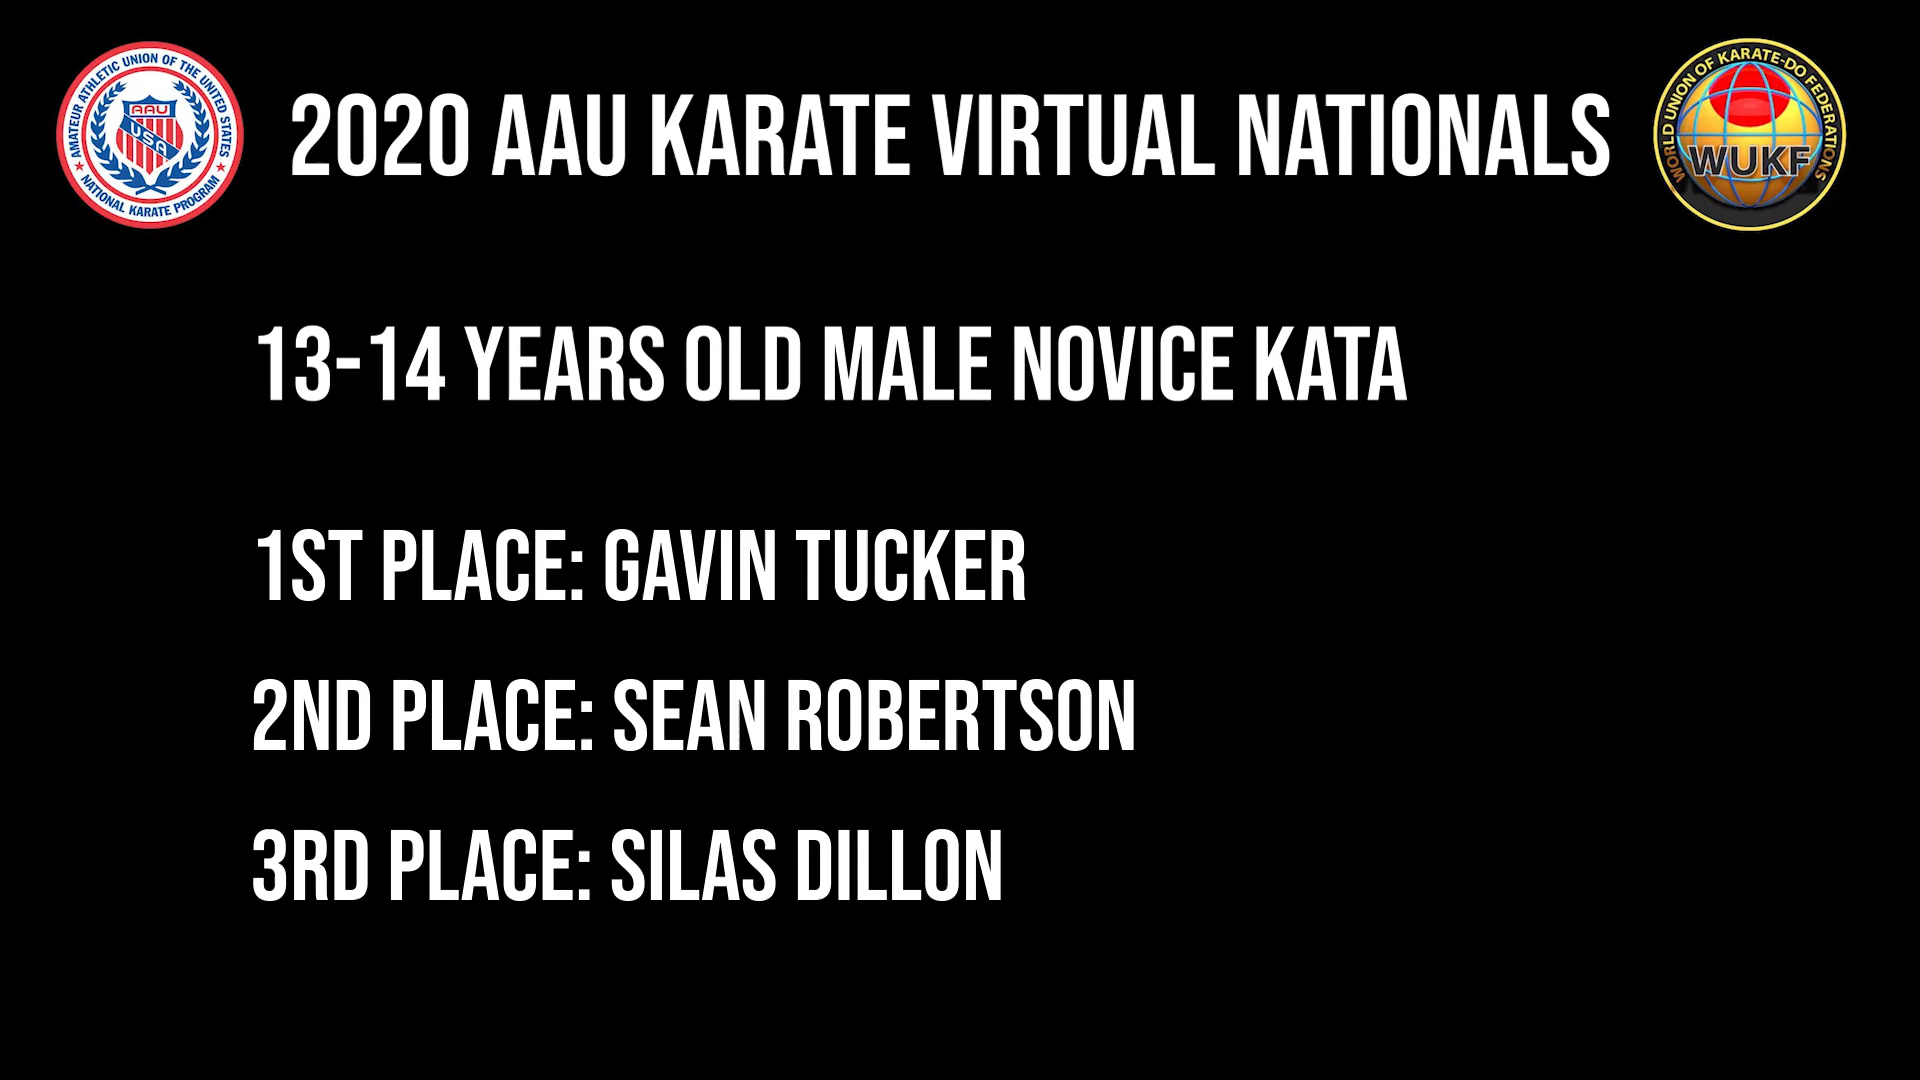 AMATEUR ATHLETIC UNION OF THE UNITED STATES
AAU
USA
NATIONAL KARATE PROGRAM
2020 AAU KARATE VIRTUAL NATIONALS
WORLD UNION OF KARATE-DO FEDERATIONS
WUKF
13-14 YEARS OLD MALE NOVICE KATA
1ST PLACE: GAVIN TUCKER
2ND PLACE: SEAN ROBERTSON
3RD PLACE: SILAS DILLON